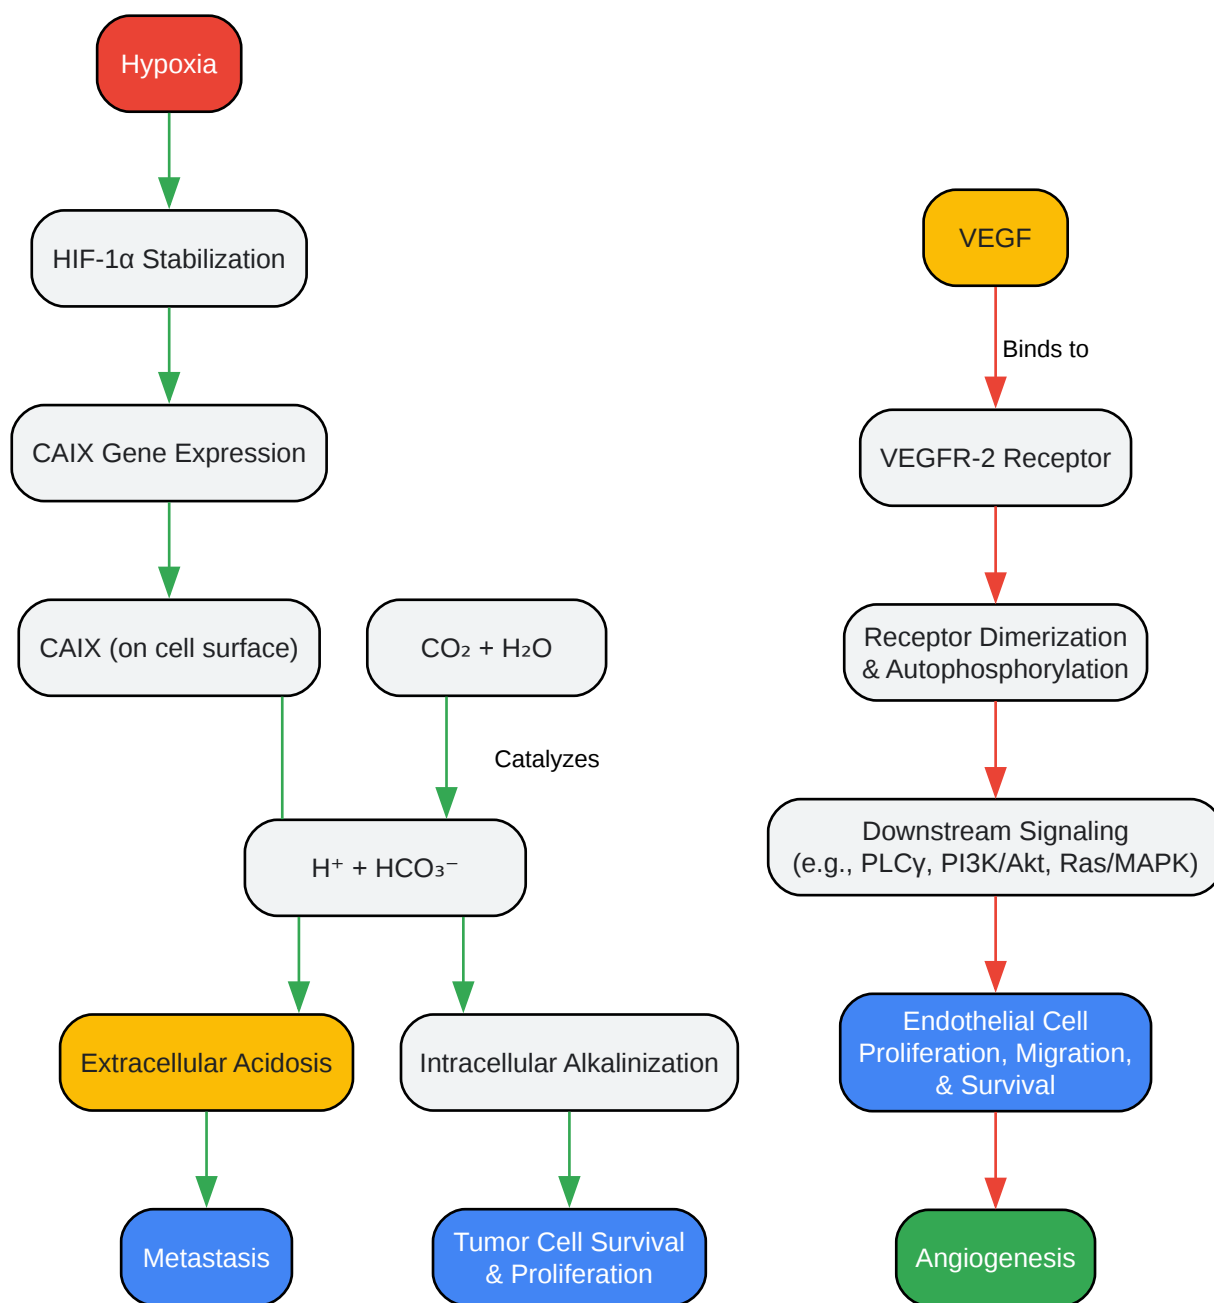 Hypoxia
HIF-1α Stabilization
CAIX Gene Expression
CAIX (on cell surface)
CO₂ + H₂O
Catalyzes
H⁺ + HCO₃⁻
Extracellular Acidosis
Intracellular Alkalinization
Metastasis
Tumor Cell Survival
& Proliferation
VEGF
Binds to
VEGFR-2 Receptor
Receptor Dimerization
& Autophosphorylation
Downstream Signaling
(e.g., PLCγ, PI3K/Akt, Ras/MAPK)
Endothelial Cell
Proliferation, Migration,
& Survival
Angiogenesis